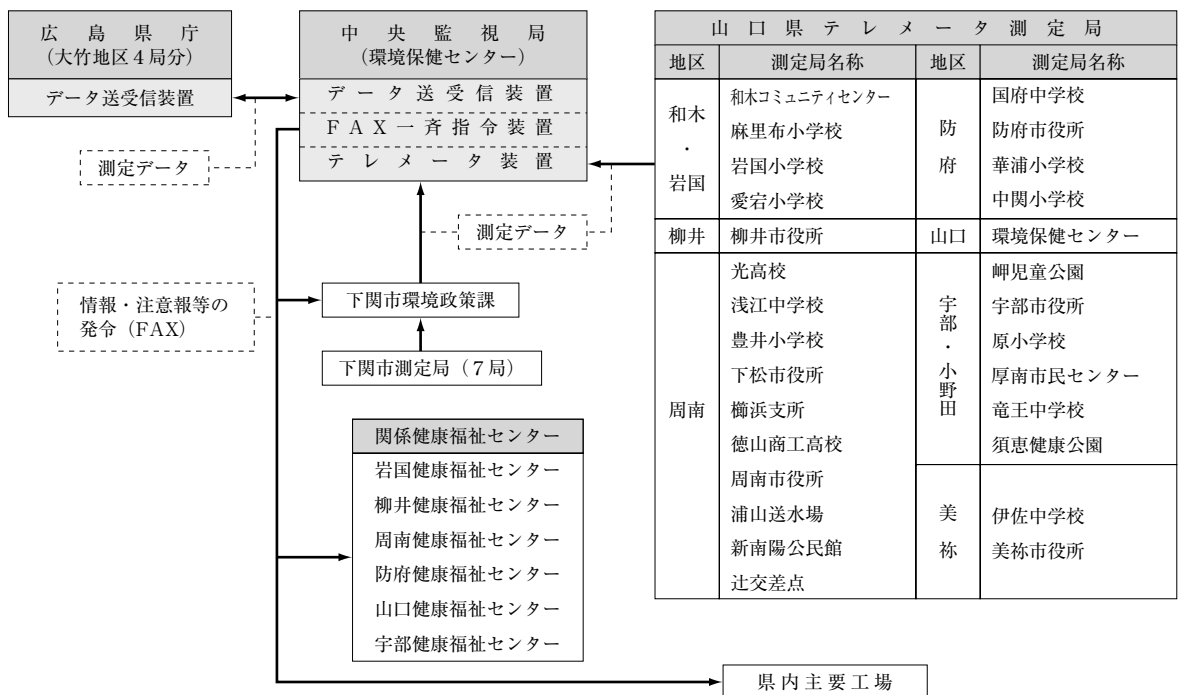 広島県庁
(大竹地区4局分)
データ送受信装置
測定データ
中央監視局
(環境保健センター)
データ送受信装置
FAX一斉指令装置
テレメータ装置
測定データ
情報・注意報等の
発令(FAX)
下関市環境政策課
下関市測定局(7局)
関係健康福祉センター
岩国健康福祉センター
柳井健康福祉センター
周南健康福祉センター
防府健康福祉センター
山口健康福祉センター
宇部健康福祉センター
県内主要工場
山口県テレメータ測定局
地区 測定局名称 地区 測定局名称
和木・岩国
和木コミュニティセンター
麻里布小学校
岩国小学校
愛宕小学校
防府
国府中学校
防府市役所
華浦小学校
中関小学校
柳井 柳井市役所 山口 環境保健センター
周南
光高校
浅江中学校
豊井小学校
下松市役所
櫛浜支所
徳山商工高校
周南市役所
浦山送水場
新南陽公民館
辻交差点
宇部・小野田
岬児童公園
宇部市役所
原小学校
厚南市民センター
竜王中学校
須恵健康公園
美祢
伊佐中学校
美祢市役所